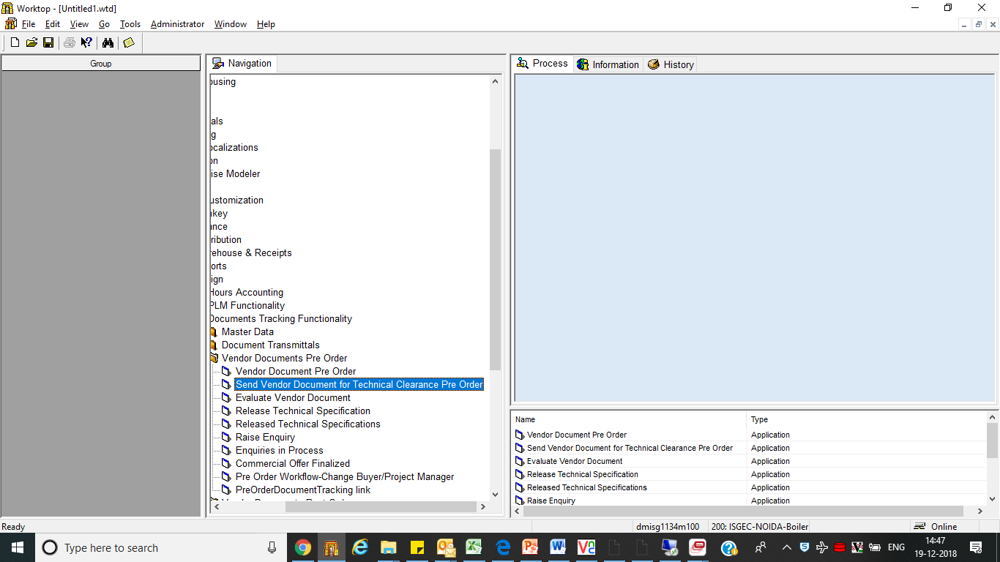 Worktop - [Untitled1.wtd]
File Edit View Go Tools Administrator Window Help
Group
Navigation
ousing
als
g
ocalizations
on
ise Modeler
ustomization
nkey
ance
ribution
rehouse & Receipts
orts
ign
Hours Accounting
PLM Functionality
Documents Tracking Functionality
Master Data
Document Transmittals
Vendor Documents Pre Order
Vendor Document Pre Order
Send Vendor Document for Technical Clearance Pre Order
Evaluate Vendor Document
Release Technical Specification
Released Technical Specifications
Raise Enquiry
Enquiries in Process
Commercial Offer Finalized
Pre Order Workflow-Change Buyer/Project Manager
PreOrderDocumentTracking link
Process Information History
Name Type
Vendor Document Pre Order Application
Send Vendor Document for Technical Clearance Pre Order Application
Evaluate Vendor Document Application
Release Technical Specification Application
Released Technical Specifications Application
Raise Enquiry Application
Ready dmisg1134m100 200: ISGEC-NOIDA-Boiler Online
Type here to search
ENG
14:47
19-12-2018